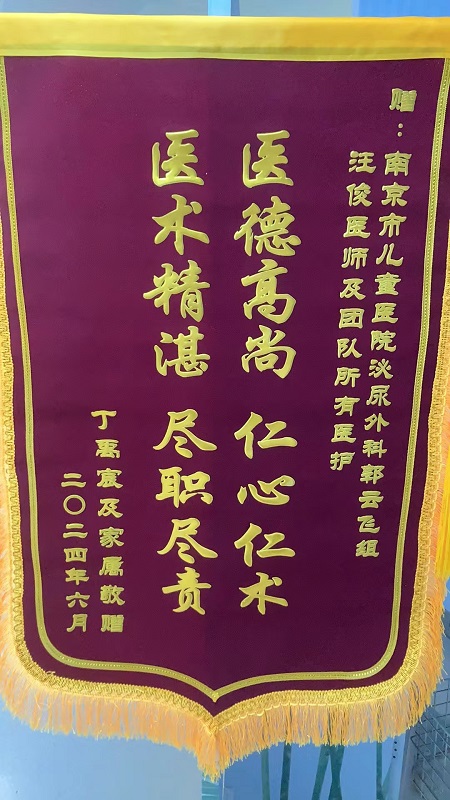 赠：南京市儿童医院泌尿外科郭云飞组
汪俊医师及团队所有医护
医德高尚 仁心仁术
医术精湛 尽职尽责
丁禹宸及家属敬赠
二〇二四年六月